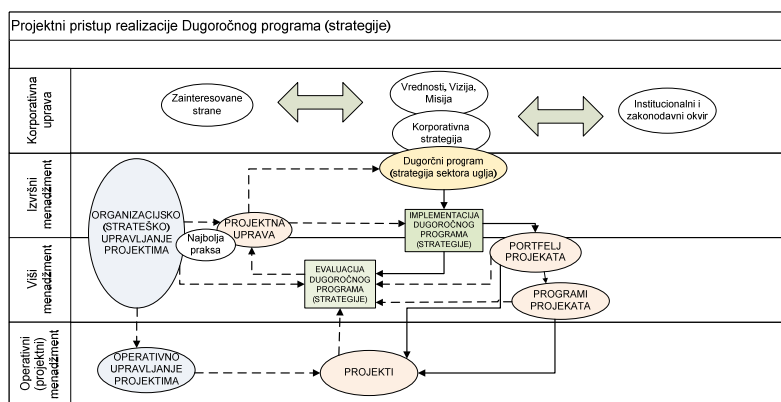 Projektni pristup realizacije Dugoročnog programa (strategije)
Korporativna
uprava
Zainteresovane
strane
Vrednosti, Vizija,
Misija
Korporativna
strategija
Institucionalni i
zakonodavni okvir
Izvršni
menadžment
Dugorčni program
(strategija sektora uglja)
ORGANIZACIJSKO
(STRATEŠKO)
UPRAVLJANJE
PROJEKTIMA
PROJEKTNA
UPRAVA
Najbolja
praksa
IMPLEMENTACIJA
DUGOROČNOG
PROGRAMA
(STRATEGIJE)
Viši
menadžment
EVALUACIJA
DUGOROČNOG
PROGRAMA
(STRATEGIJE)
PORTFELJ
PROJEKATA
PROGRAMI
PROJEKATA
Operativni
(projektni)
menadžment
OPERATIVNO
UPRAVLJANJE
PROJEKTIMA
PROJEKTI